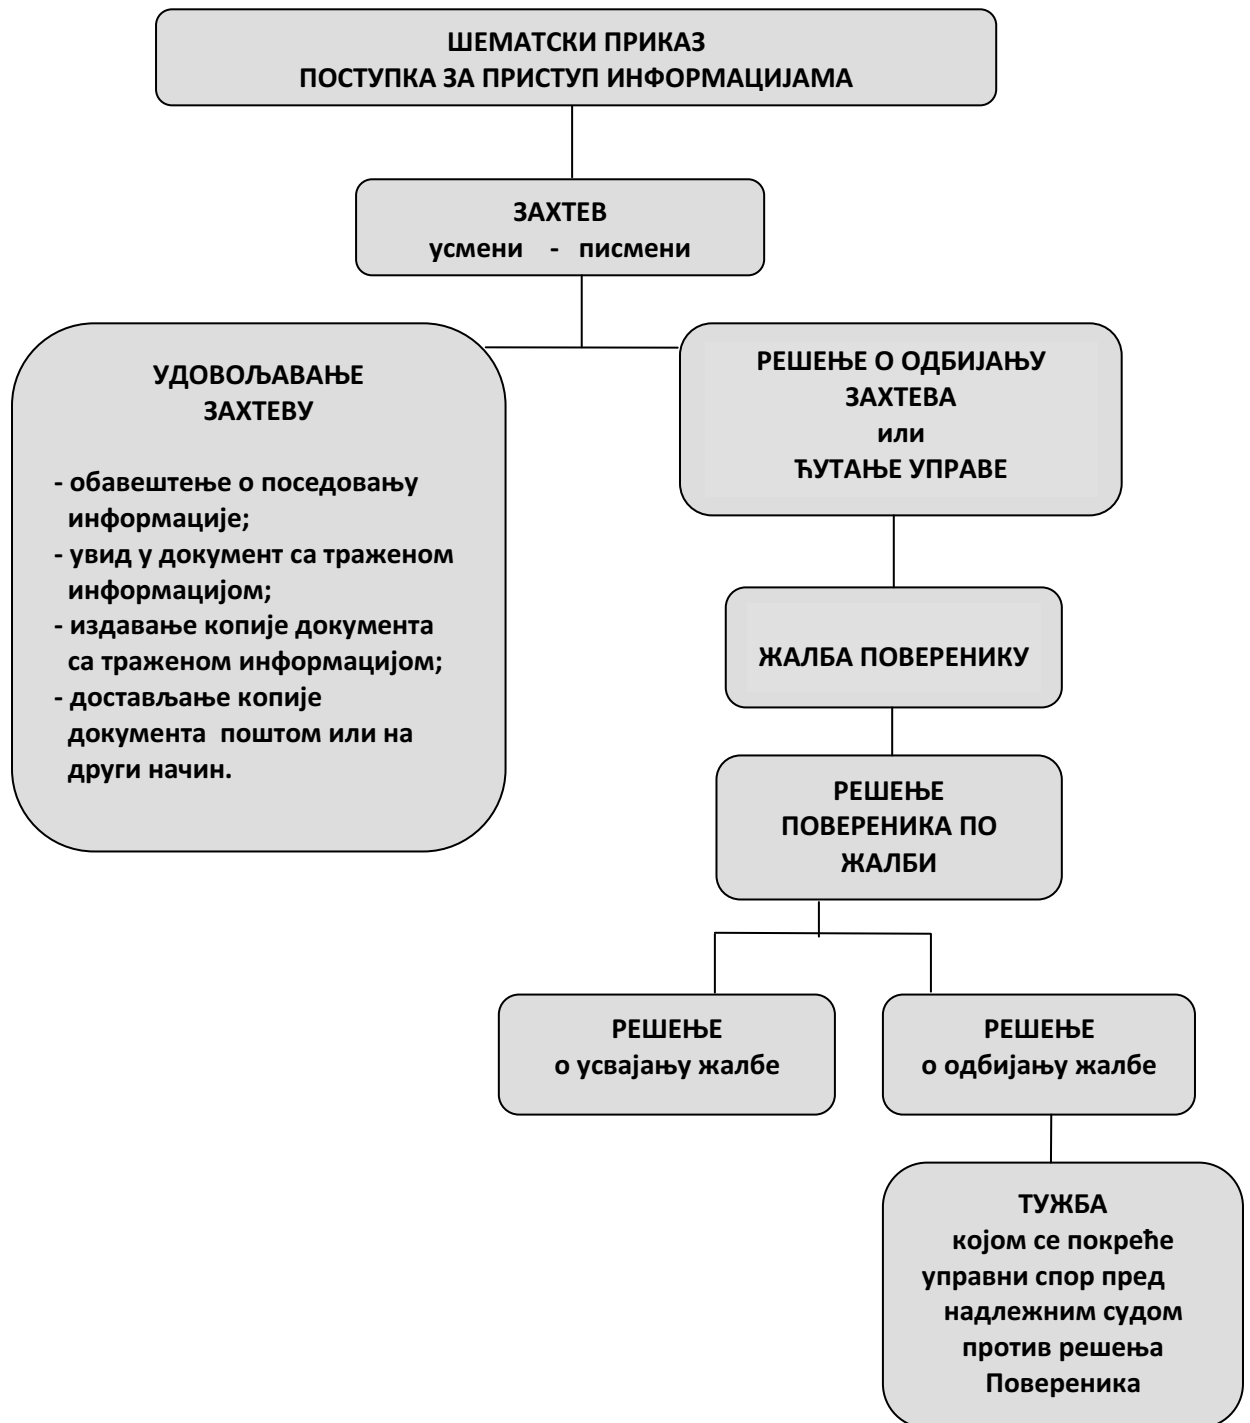 ШЕМАТСКИ ПРИКАЗ
ПОСТУПКА ЗА ПРИСТУП ИНФОРМАЦИЈАМА
ЗАХТЕВ
усмени - писмени
УДОВОЉАВАЊЕ
ЗАХТЕВУ
- обавештење о поседовању
информације;
- увид у документ са траженом
информацијом;
- издавање копије документа
са траженом информацијом;
- достављање копије
документа поштом или на
други начин.
РЕШЕЊЕ О ОДБИЈАЊУ
ЗАХТЕВА
или
ЋУТАЊЕ УПРАВЕ
ЖАЛБА ПОВЕРЕНИКУ
РЕШЕЊЕ
ПОВЕРЕНИКА ПО
ЖАЛБИ
РЕШЕЊЕ
о усвајању жалбе
РЕШЕЊЕ
о одбијању жалбе
ТУЖБА
којом се покреће
управни спор пред
надлежним судом
против решења
Повереника